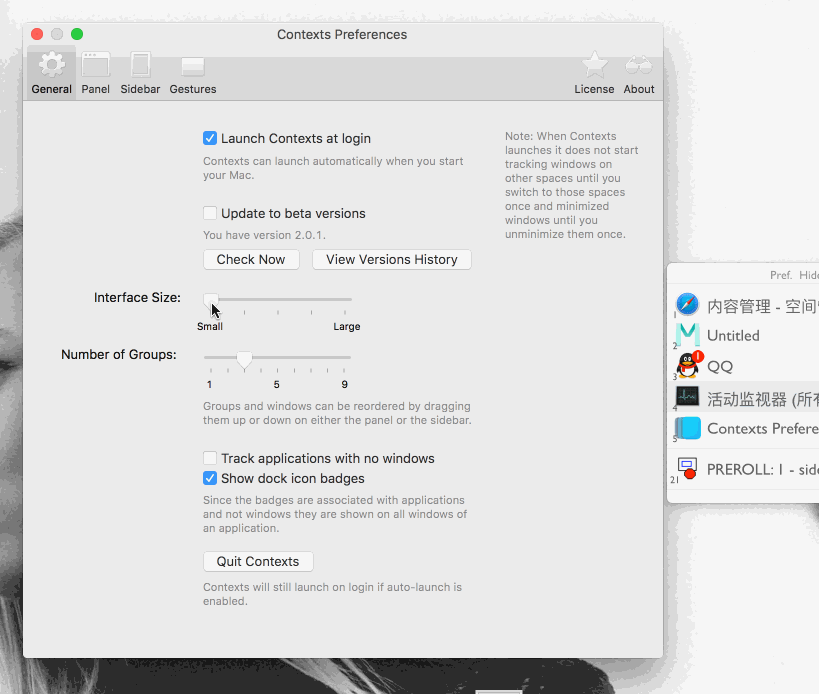 Contexts Preferences
General Panel Sidebar Gestures License About
Launch Contexts at login
Contexts can launch automatically when you start
your Mac.
Note: When Contexts
launches it does not start
tracking windows on
other spaces until you
switch to those spaces
once and minimized
windows until you
unminimize them once.
Update to beta versions
You have version 2.0.1.
Check Now View Versions History
Interface Size:
Small Large
Number of Groups:
1 5 9
Groups and windows can be reordered by dragging
them up or down on either the panel or the sidebar.
Track applications with no windows
Show dock icon badges
Since the badges are associated with applications
and not windows they are shown on all windows of
an application.
Quit Contexts
Contexts will still launch on login if auto-launch is
enabled.
Pref. Hide
1 内容管理 - 空间
2 Untitled
3 QQ
4 活动监视器 (所有
5 Contexts Prefere
21 PREROLL: 1 - side